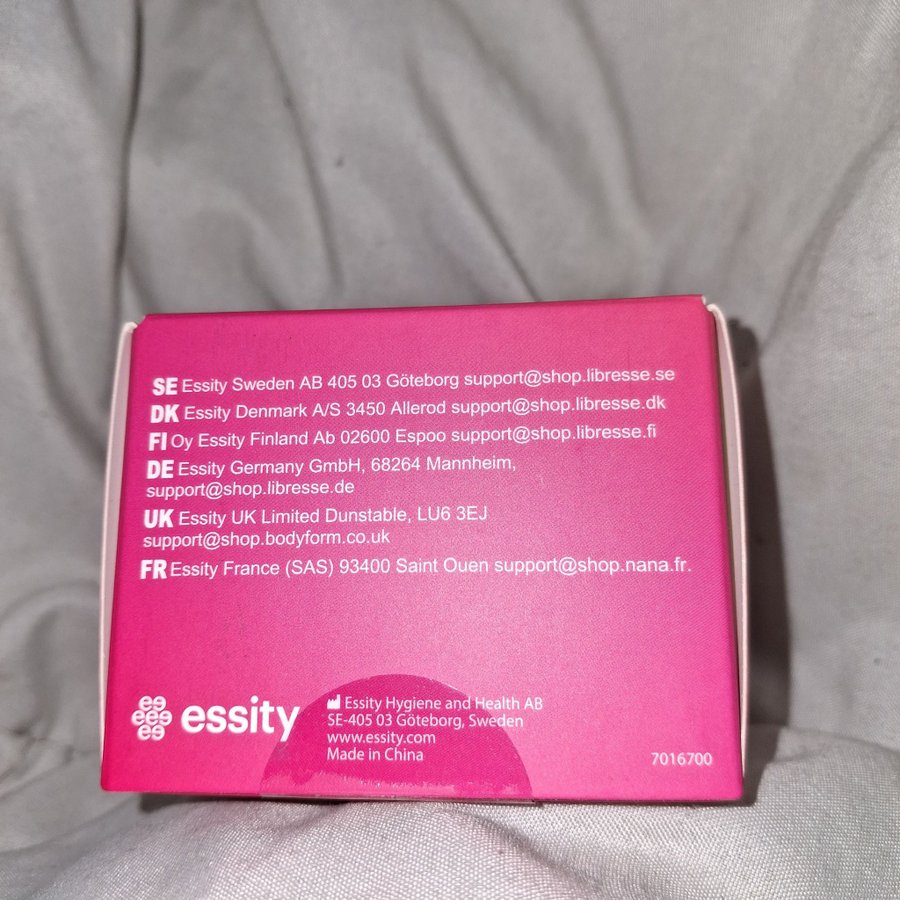 SE Essity Sweden AB 405 03 Göteborg support@shop.libresse.se
DK Essity Denmark A/S 3450 Allerod support@shop.libresse.dk
FI Oy Essity Finland Ab 02600 Espoo support@shop.libresse.fi
DE Essity Germany GmbH, 68264 Mannheim,
support@shop.libresse.de
UK Essity UK Limited Dunstable, LU6 3EJ
support@shop.bodyform.co.uk
FR Essity France (SAS) 93400 Saint Ouen support@shop.nana.fr.
essity
Essity Hygiene and Health AB
SE-405 03 Göteborg, Sweden
www.essity.com
Made in China
7016700